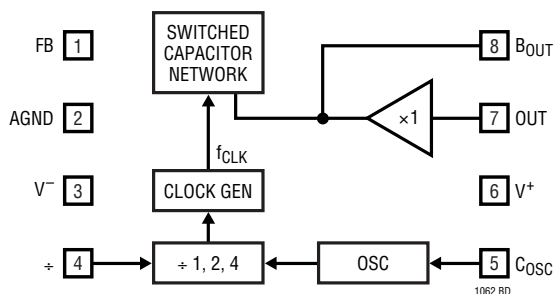 FB 1
SWITCHED
CAPACITOR
NETWORK
8 BOUT
AGND 2
×1
7 OUT
fCLK
V− 3
CLOCK GEN
6 V+
÷ 4
÷ 1, 2, 4
OSC
5 COSC
1062 BD